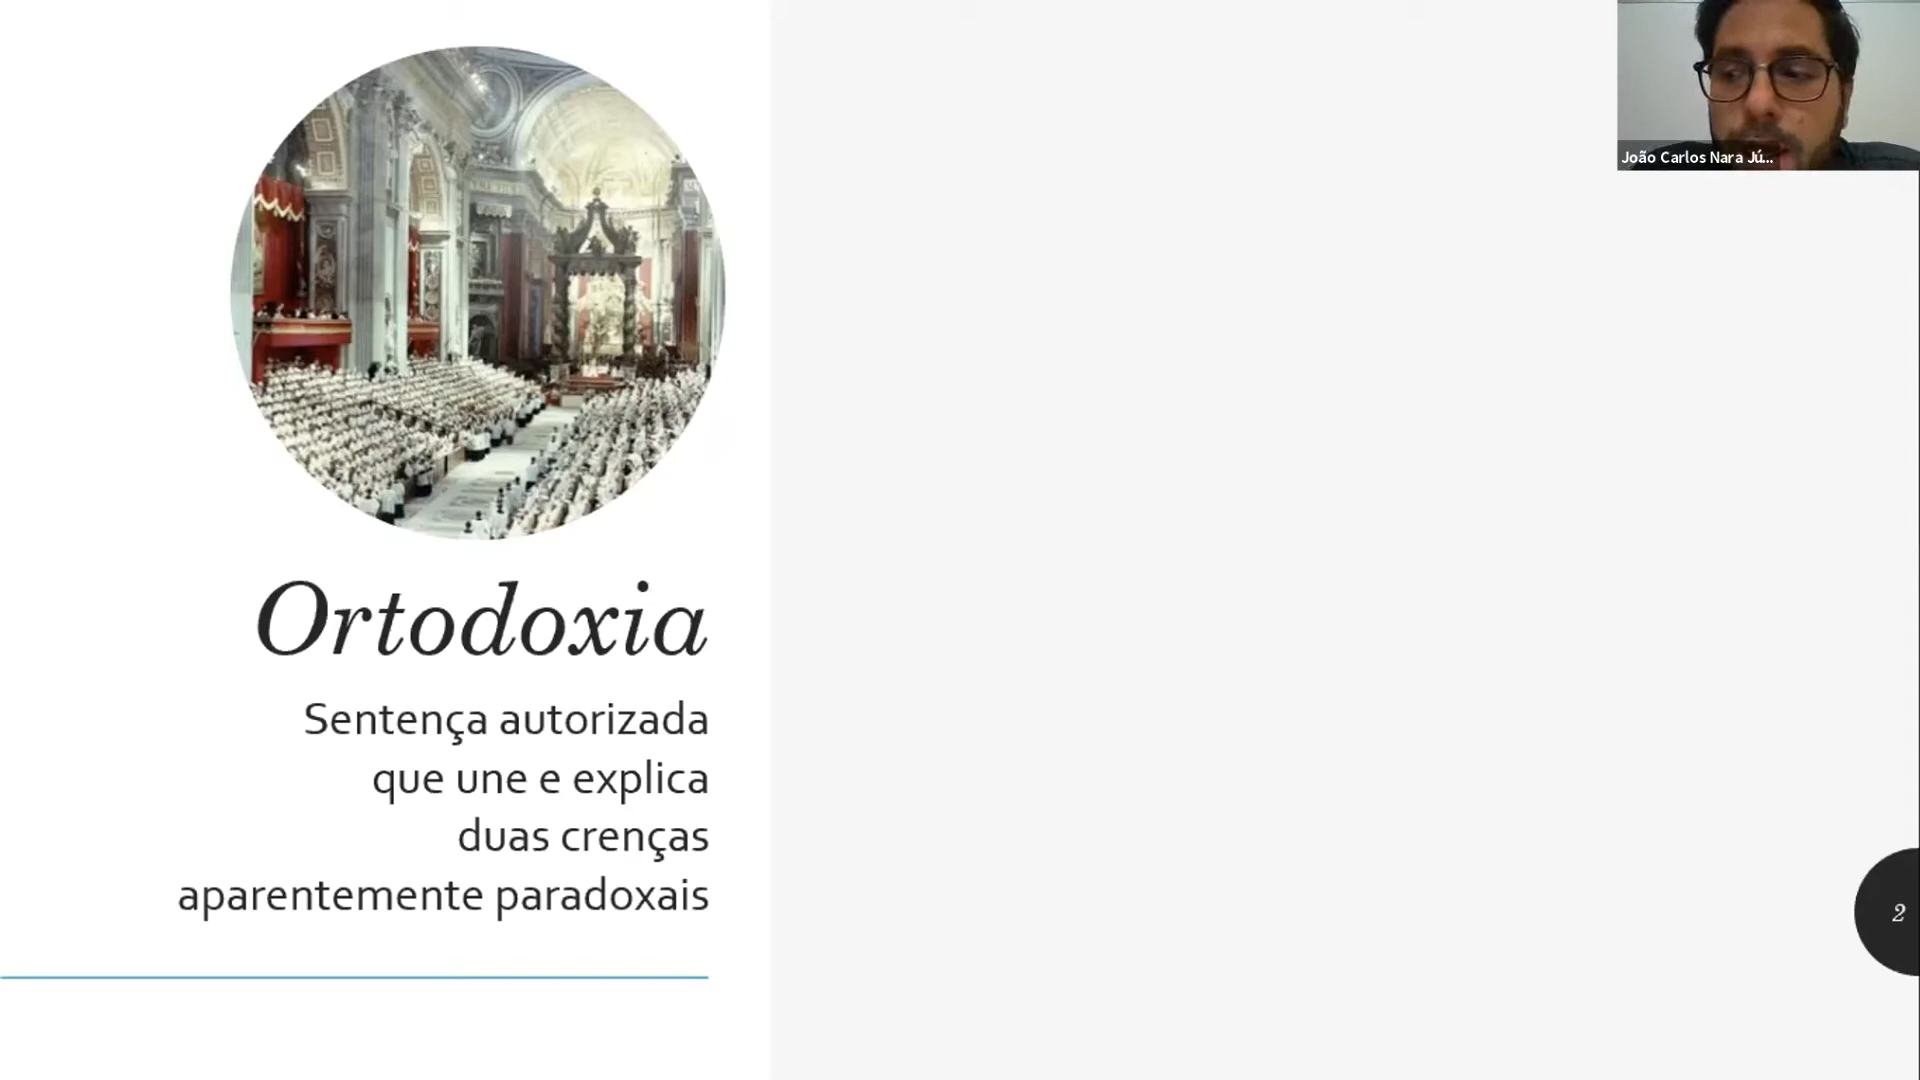 João Carlos Nara Jú...
Ortodoxia
Sentença autorizada
que une e explica
duas crenças
aparentemente paradoxais
2